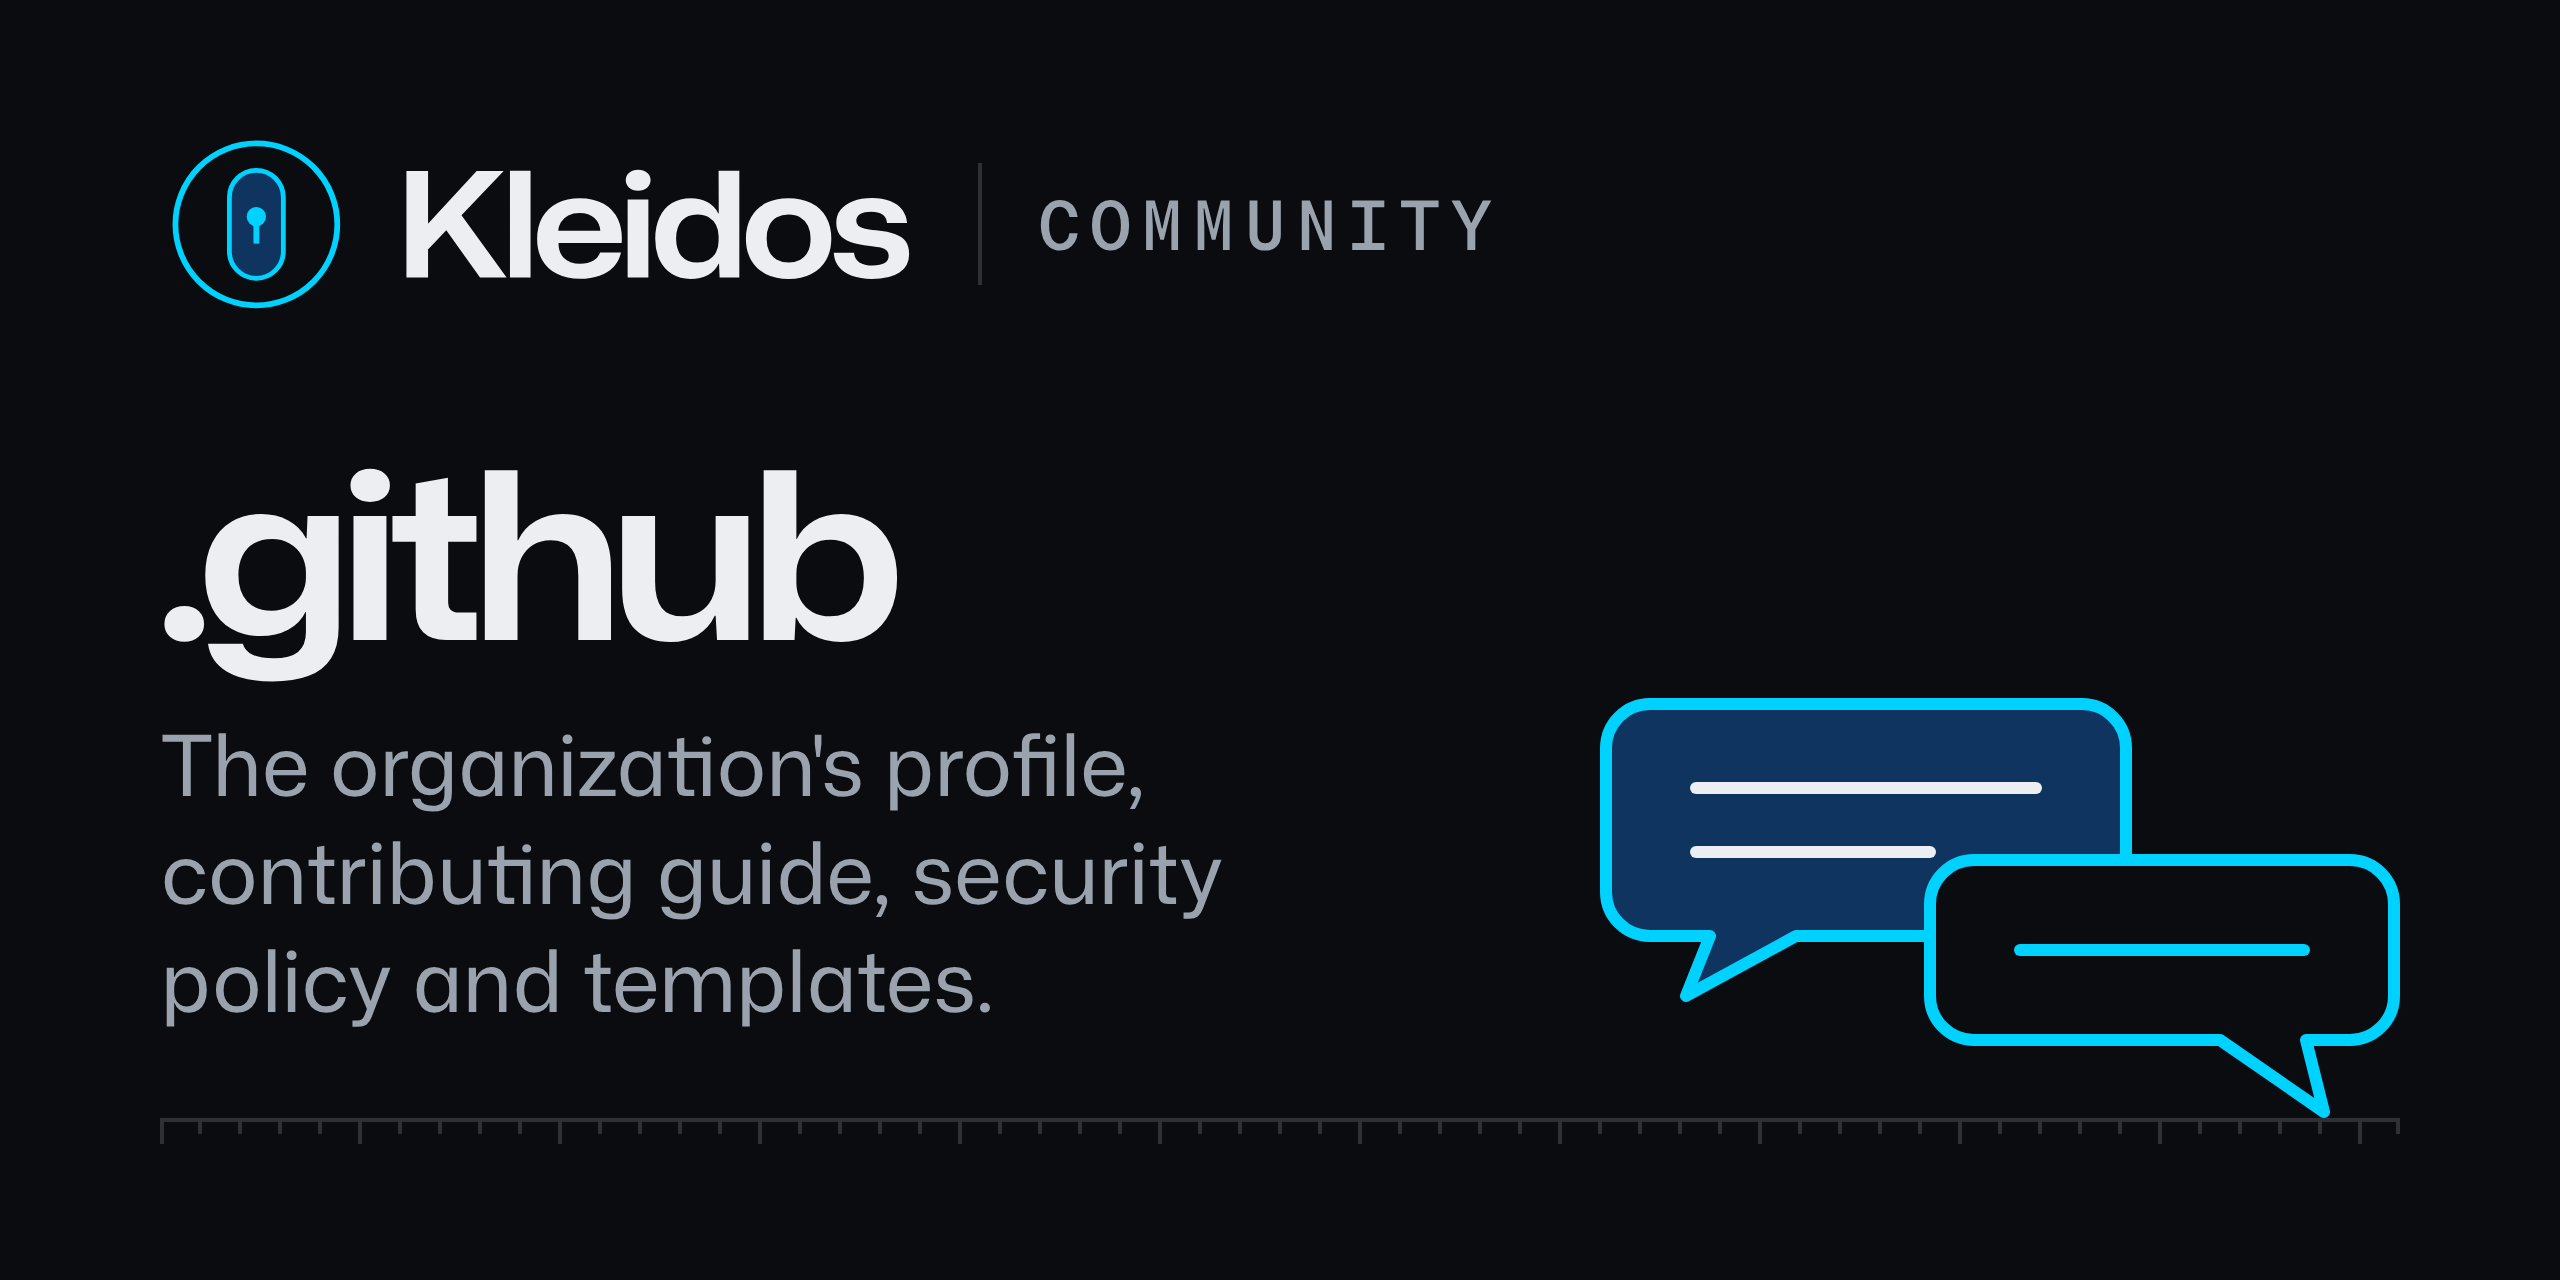 Kleidos
COMMUNITY
.github
The organization's profile,
contributing guide, security
policy and templates.